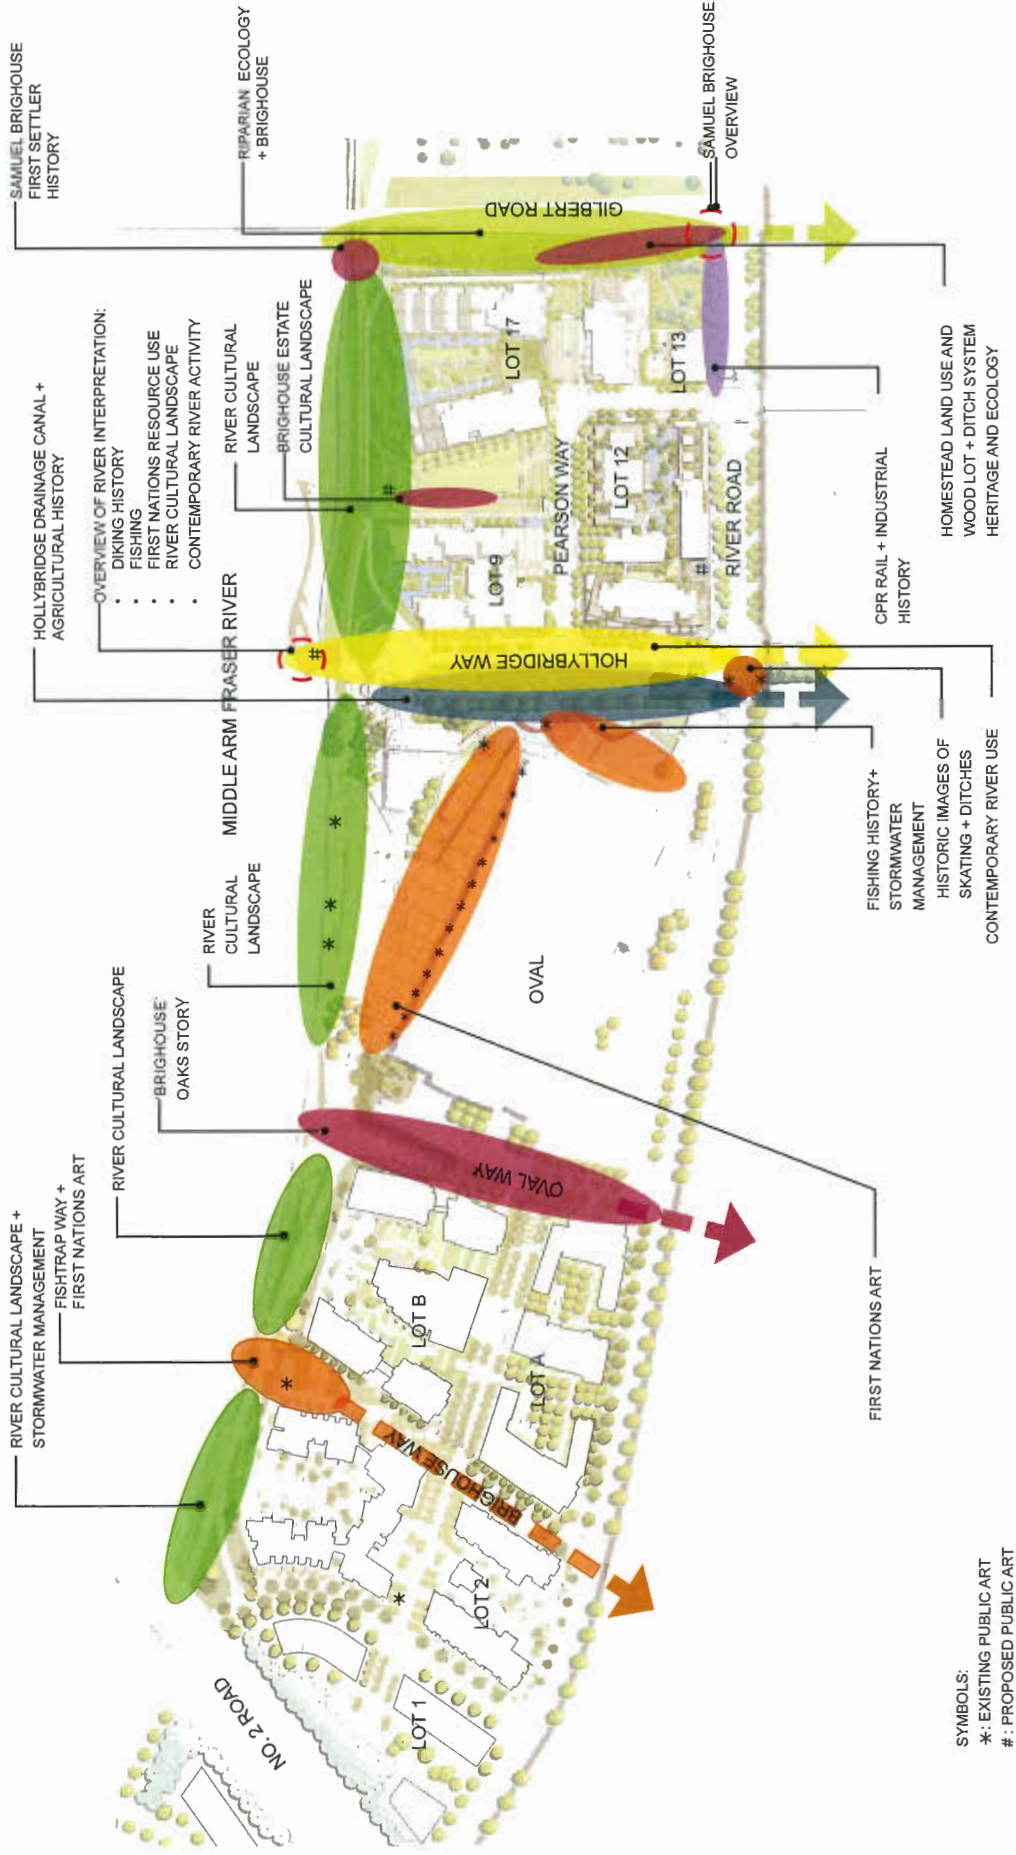 RIVER CULTURAL LANDSCAPE +
STORMWATER MANAGEMENT
FISHTRAP WAY +
FIRST NATIONS ART
RIVER CULTURAL LANDSCAPE
BRIGHOUSE
OAKS STORY
RIVER
CULTURAL
LANDSCAPE
HOLLYBRIDGE DRAINAGE CANAL +
AGRICULTURAL HISTORY
OVERVIEW OF RIVER INTERPRETATION:
• DIKING HISTORY
• FISHING
• FIRST NATIONS RESOURCE USE
• RIVER CULTURAL LANDSCAPE
• CONTEMPORARY RIVER ACTIVITY
RIVER CULTURAL
LANDSCAPE
BRIGHOUSE ESTATE
CULTURAL LANDSCAPE
SAMUEL BRIGHOUSE
FIRST SETTLER
HISTORY
RIPARIAN ECOLOGY
+ BRIGHOUSE
MIDDLE ARM FRASER RIVER
NO. 2 ROAD
LOT 1
LOT 2
BRIGHOUSE WAY
LOT B
LOT A
OVAL WAY
OVAL
HOLLYBRIDGE WAY
#
#
#
LOT 9
PEARSON WAY
LOT 12
RIVER ROAD
LOT 17
LOT 13
GILBERT ROAD
SAMUEL BRIGHOUSE
OVERVIEW
FIRST NATIONS ART
FISHING HISTORY+
STORMWATER
MANAGEMENT
HISTORIC IMAGES OF
SKATING + DITCHES
CONTEMPORARY RIVER USE
CPR RAIL + INDUSTRIAL
HISTORY
HOMESTEAD LAND USE AND
WOOD LOT + DITCH SYSTEM
HERITAGE AND ECOLOGY
SYMBOLS:
*: EXISTING PUBLIC ART
# : PROPOSED PUBLIC ART